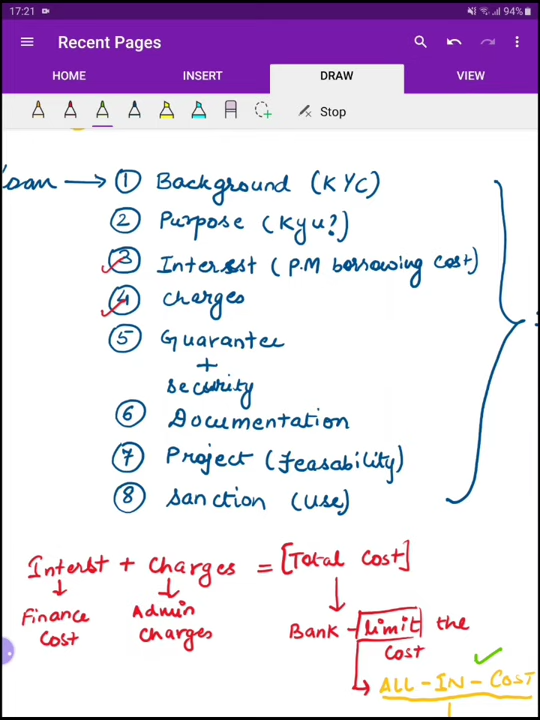 17:21 94%
Recent Pages
HOME INSERT DRAW VIEW
Stop
Loan → ① Background (KYC)
② Purpose (Kyu?)
③ Interest (P.M borrowing cost)
④ charges
⑤ Guarantee
+
security
⑥ Documentation
⑦ Project (feasability)
⑧ Sanction (Use)
Interst + Charges = [Total Cost]
Finance Cost
Admin Charges
Bank - limit the cost
ALL-IN-COST